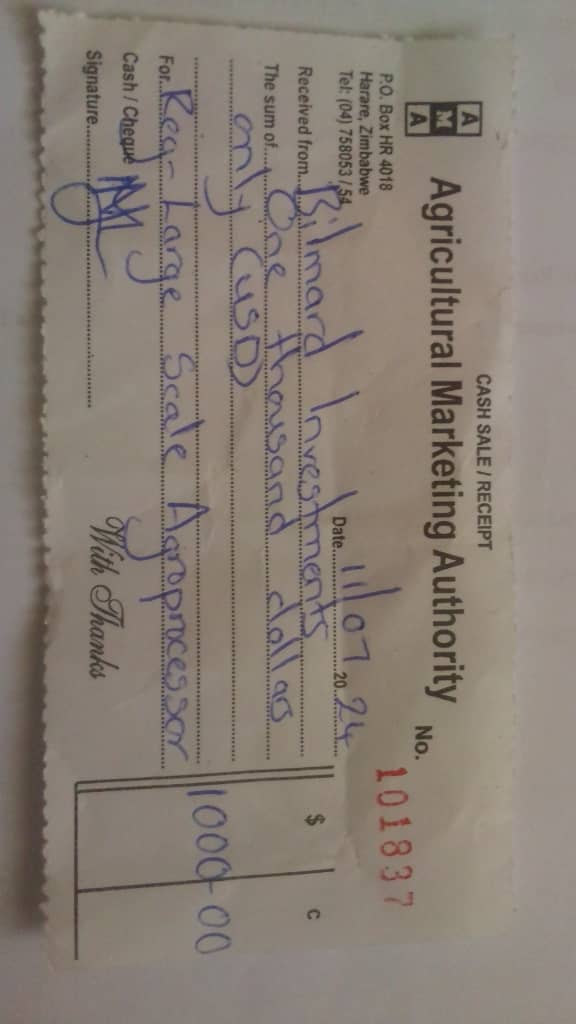 CASH SALE / RECEIPT
A M A
Agricultural Marketing Authority No. 101837
P.O. Box HR 4018
Harare, Zimbabwe
Tel: (04) 758053 / 54
Date 11/07 20 24
Received from Bilmard Investments
The sum of One thousand dollars
only (USD)
$ c
For Reg- Large Scale Agroprocessor 1000-00
Cash / Cheque
Signature
With Thanks